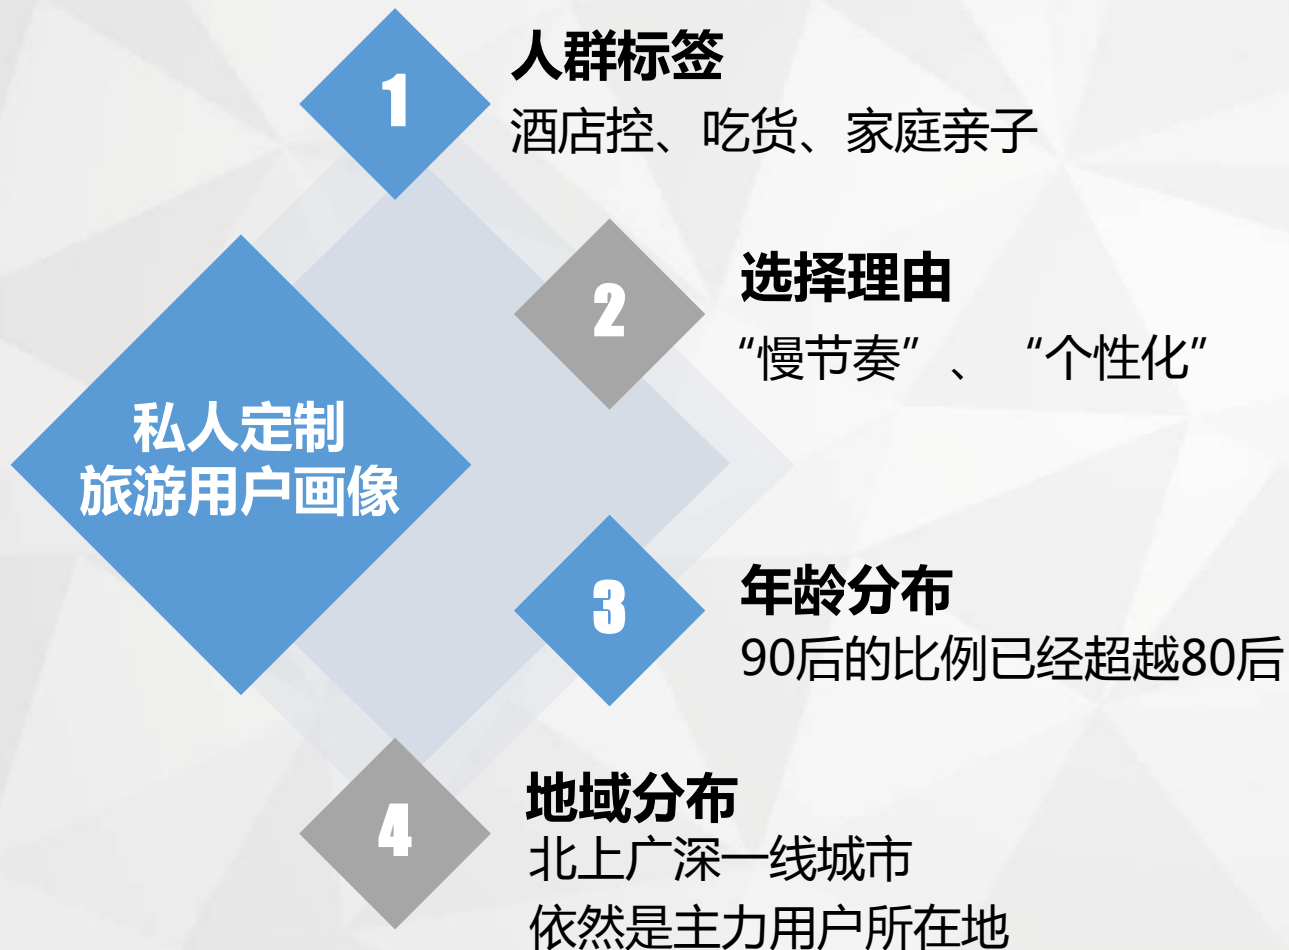 1
人群标签
酒店控、吃货、家庭亲子
2
选择理由
“慢节奏”、 “个性化”
私人定制
旅游用户画像
3
年龄分布
90后的比例已经超越80后
4
地域分布
北上广深一线城市
依然是主力用户所在地